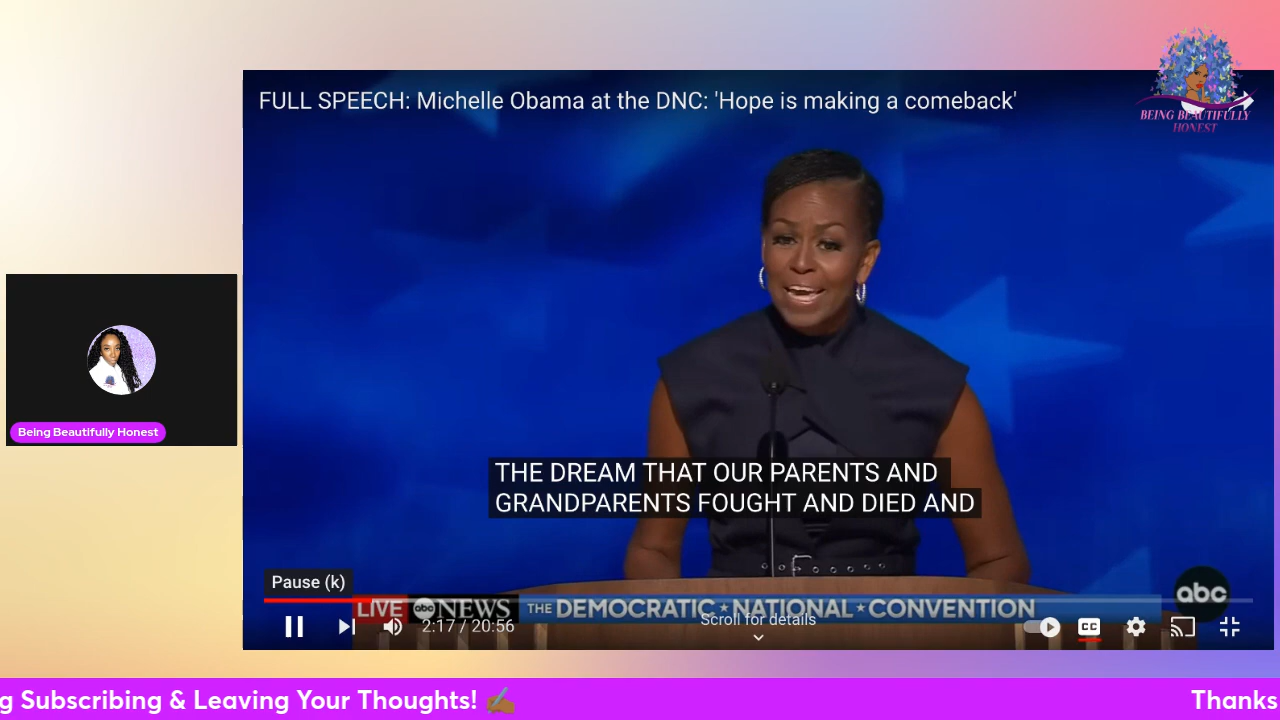 FULL SPEECH: Michelle Obama at the DNC: 'Hope is making a comeback'
BEING BEAUTIFULLY
HONEST
Being Beautifully Honest
THE DREAM THAT OUR PARENTS AND
GRANDPARENTS FOUGHT AND DIED AND
Pause (k)
LIVE abc NEWS THE DEMOCRATIC ★ NATIONAL ★ CONVENTION
abc
2:17 / 20:56
Scroll for details
CC
g Subscribing & Leaving Your Thoughts! ✍🏾 Thanks